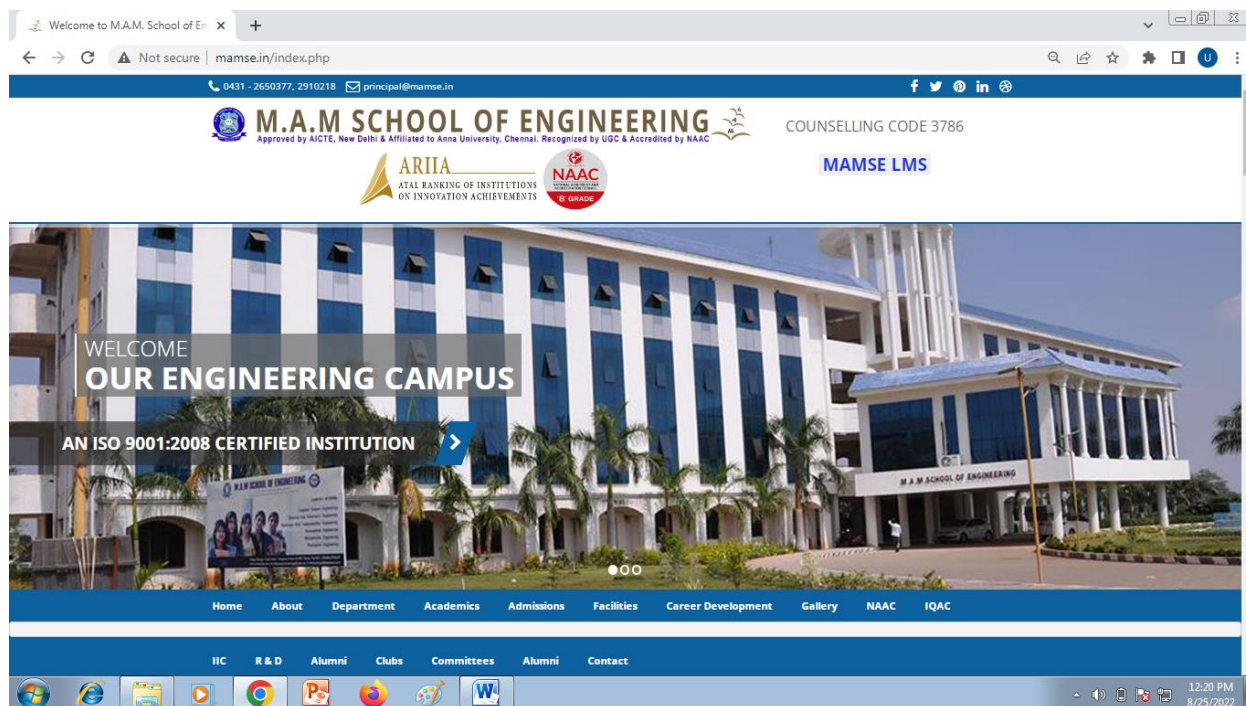 Welcome to M.A.M. School of En
Not secure | mamse.in/index.php
U
0431 - 2650377, 2910218 principal@mamse.in
M.A.M SCHOOL OF ENGINEERING
Approved by AICTE, New Delhi & Affiliated to Anna University, Chennai. Recognized by UGC & Accredited by NAAC
COUNSELLING CODE 3786
MAMSE LMS
ARIIA
ATAL RANKING OF INSTITUTIONS
ON INNOVATION ACHIEVEMENTS
NAAC
'B' GRADE
WELCOME
OUR ENGINEERING CAMPUS
AN ISO 9001:2008 CERTIFIED INSTITUTION
M.A.M SCHOOL OF ENGINEERING
M A M SCHOOL OF ENGINEERING
Home About Department Academics Admissions Facilities Career Development Gallery NAAC IQAC
IIC R & D Alumni Clubs Committees Alumni Contact
12:20 PM
8/25/2022